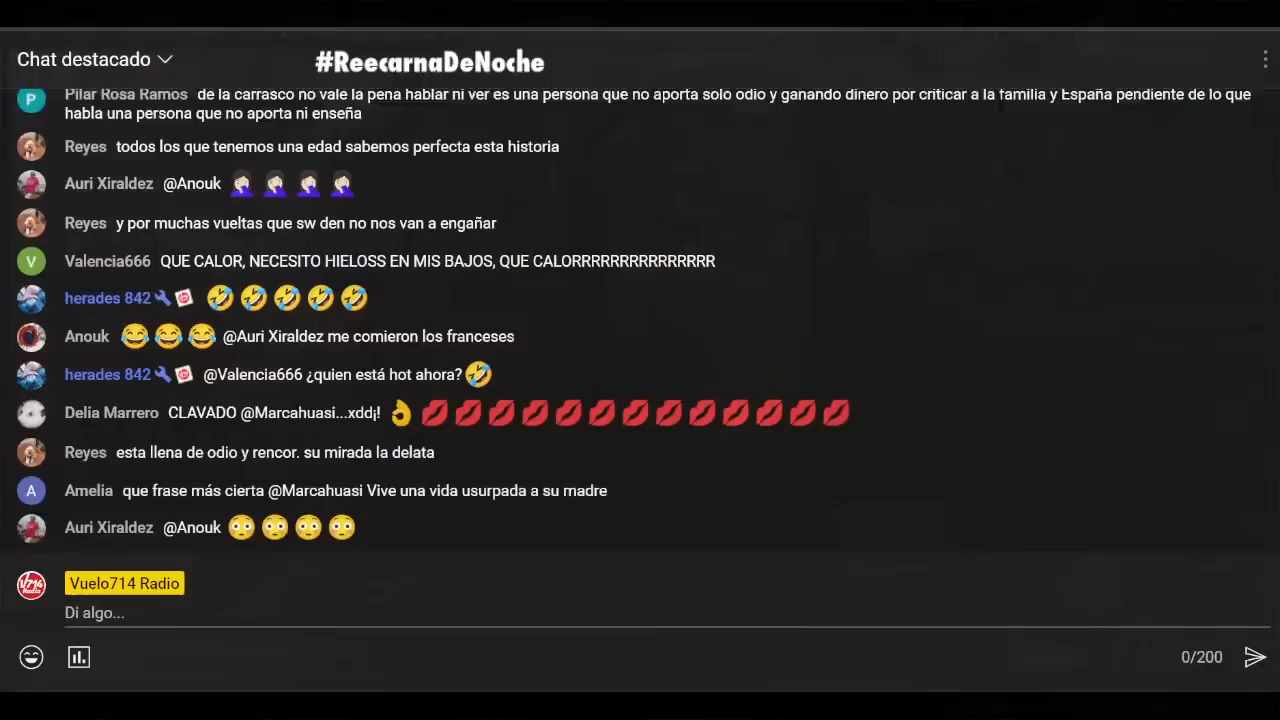 Chat destacado
#ReecarnaDeNoche
P Pilar Rosa Ramos de la carrasco no vale la pena hablar ni ver es una persona que no aporta solo odio y ganando dinero por criticar a la familia y España pendiente de lo que
habla una persona que no aporta ni enseña
Reyes todos los que tenemos una edad sabemos perfecta esta historia
Auri Xiraldez @Anouk 🤦🏻‍♀️🤦🏻‍♀️🤦🏻‍♀️🤦🏻‍♀️
Reyes y por muchas vueltas que sw den no nos van a engañar
V Valencia666 QUE CALOR, NECESITO HIELOSS EN MIS BAJOS, QUE CALORRRRRRRRRRRRRRR
herades 842 🤣🤣🤣🤣🤣
Anouk 😂😂😂 @Auri Xiraldez me comieron los franceses
herades 842 @Valencia666 ¿quien está hot ahora?🤣
Delia Marrero CLAVADO @Marcahuasi...xdd¡! 👌💋💋💋💋💋💋💋💋💋💋💋💋💋
Reyes esta llena de odio y rencor. su mirada la delata
A Amelia que frase más cierta @Marcahuasi Vive una vida usurpada a su madre
Auri Xiraldez @Anouk 😳😳😳😳
V714 Radio Vuelo714 Radio
Di algo...
0/200